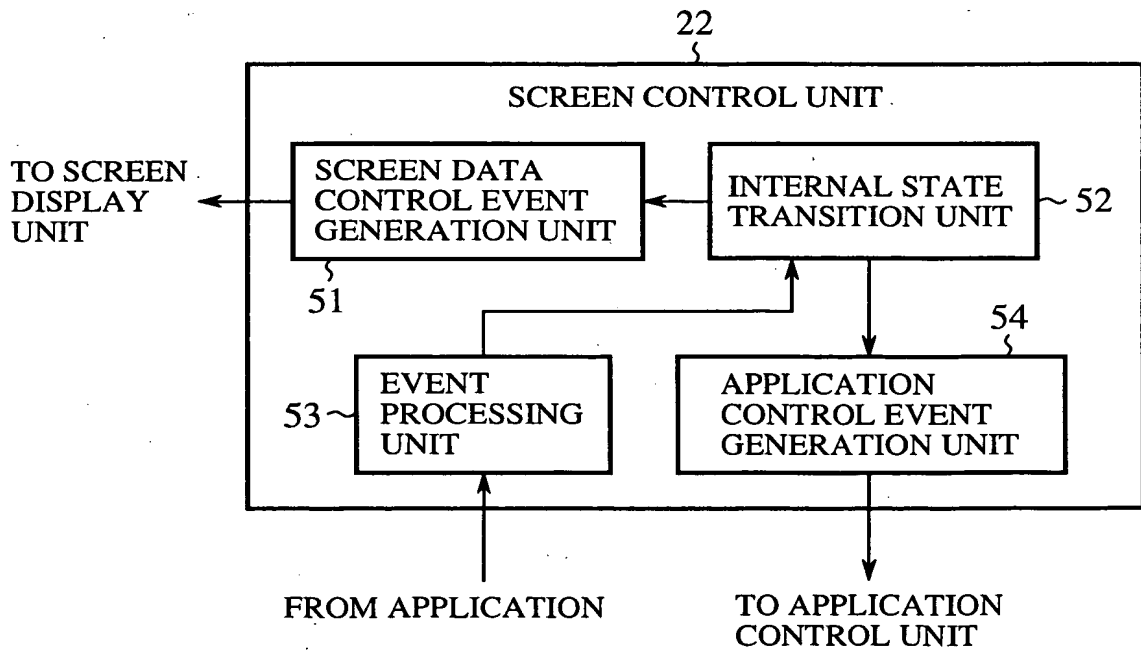 22
SCREEN CONTROL UNIT
TO SCREEN
DISPLAY
UNIT
SCREEN DATA
CONTROL EVENT
GENERATION UNIT
51
INTERNAL STATE
TRANSITION UNIT
52
53
EVENT
PROCESSING
UNIT
54
APPLICATION
CONTROL EVENT
GENERATION UNIT
FROM APPLICATION
TO APPLICATION
CONTROL UNIT